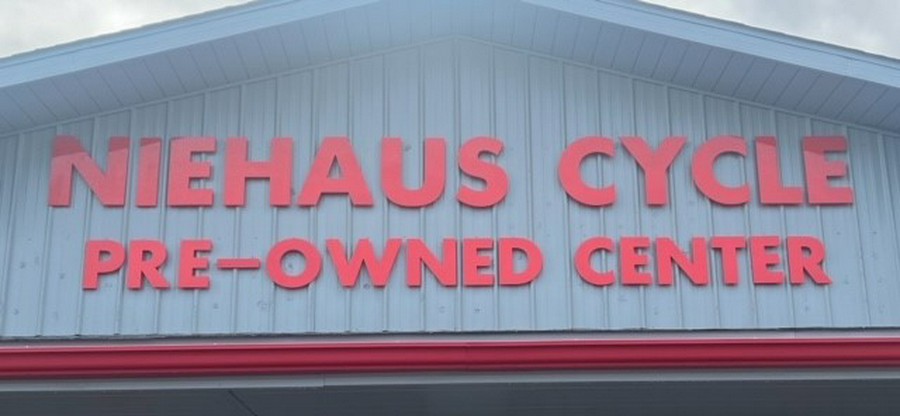 NIEHAUS CYCLE
PRE-OWNED CENTER